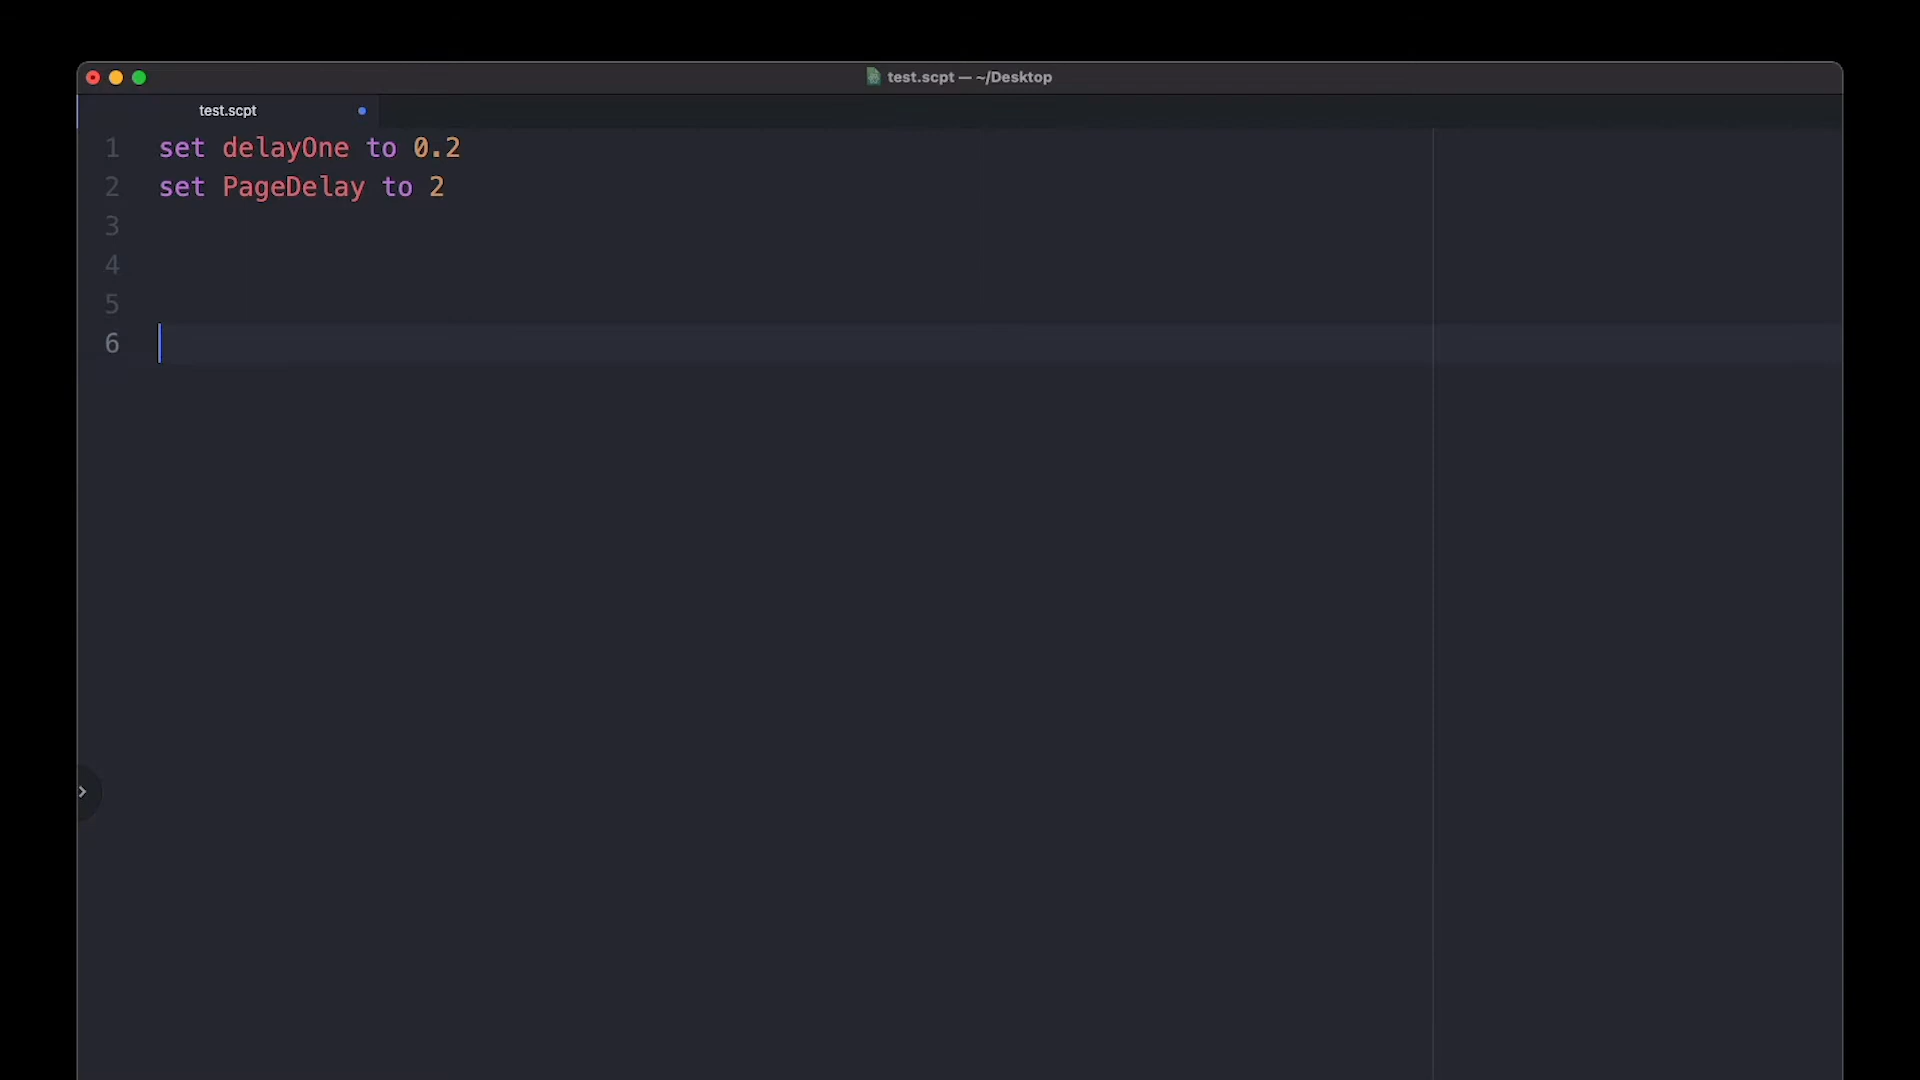 test.scpt — ~/Desktop
test.scpt
1 set delayOne to 0.2
2 set PageDelay to 2
3
4
5
6